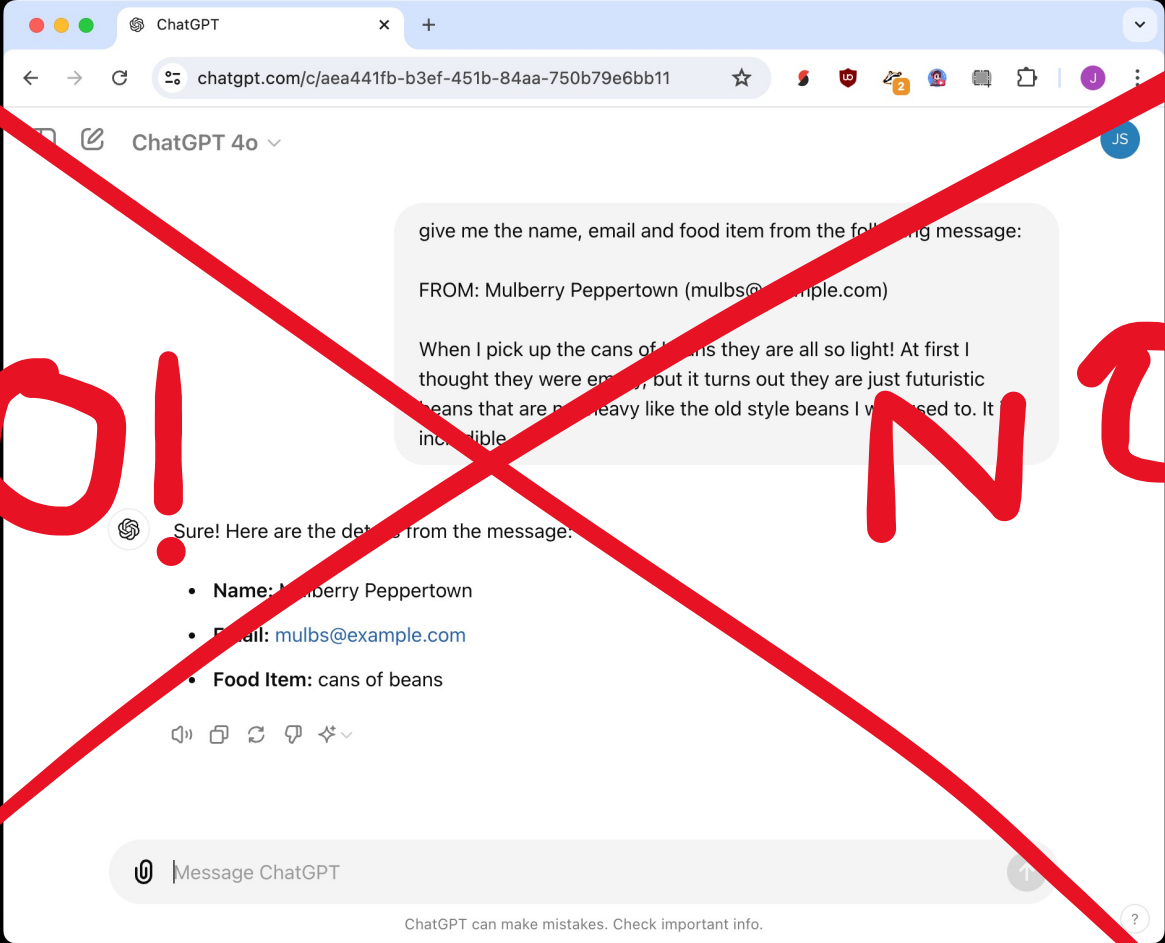 ChatGPT
chatgpt.com/c/aea441fb-b3ef-451b-84aa-750b79e6bb11
2
J
ChatGPT 4o
JS
give me the name, email and food item from the following message:
FROM: Mulberry Peppertown (mulbs@example.com)
When I pick up the cans of beans they are all so light! At first I
thought they were empty, but it turns out they are just futuristic
beans that are not heavy like the old style beans I was used to. It is
incredible
O!
NO
Sure! Here are the details from the message:
• Name: Mulberry Peppertown
• Email: mulbs@example.com
• Food Item: cans of beans
Message ChatGPT
ChatGPT can make mistakes. Check important info.
?